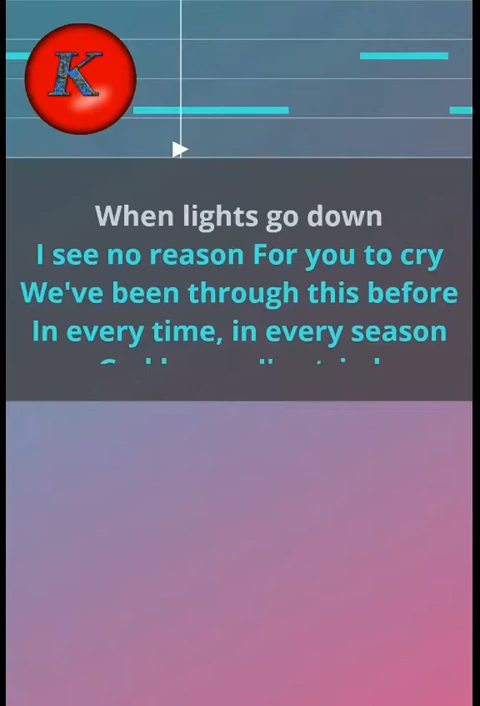 K
When lights go down
I see no reason For you to cry
We've been through this before
In every time, in every season